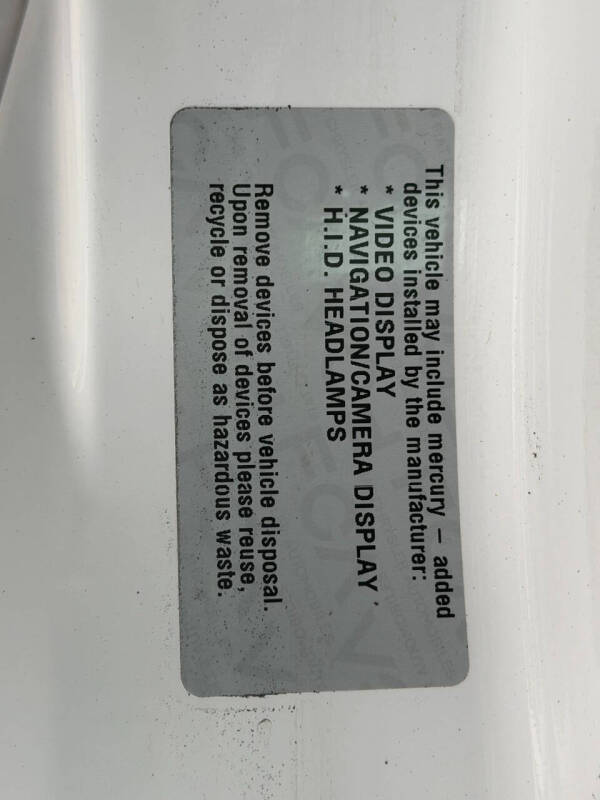 This vehicle may include mercury – added
devices installed by the manufacturer:
* VIDEO DISPLAY
* NAVIGATION/CAMERA DISPLAY
* H.I.D. HEADLAMPS
Remove devices before vehicle disposal.
Upon removal of devices please reuse,
recycle or dispose as hazardous waste.